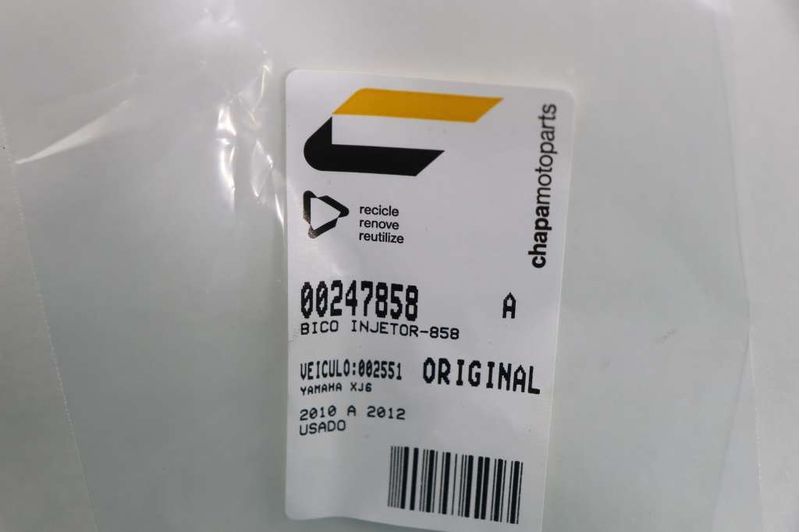 chapamotoparts
recicle
renove
reutilize
00247858 A
BICO INJETOR-858
VEICULO:002551 ORIGINAL
YAMAHA XJ6
2010 A 2012
USADO